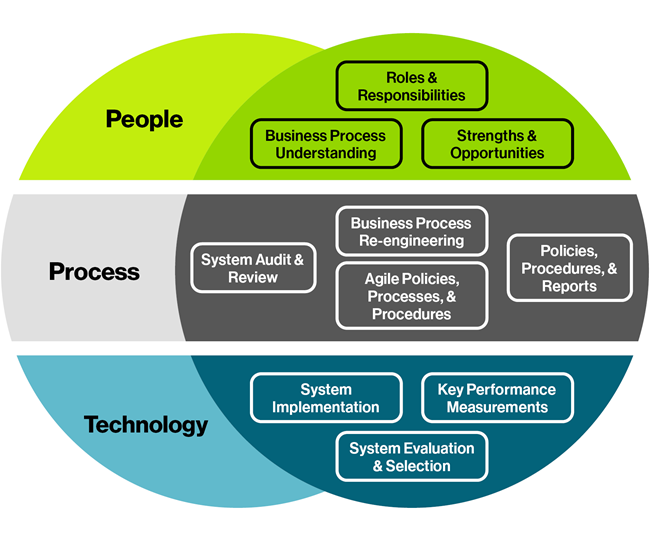 People
Roles &
Responsibilities
Business Process
Understanding
Strengths &
Opportunities
Process
System Audit &
Review
Business Process
Re-engineering
Agile Policies,
Processes, &
Procedures
Policies,
Procedures, &
Reports
Technology
System
Implementation
Key Performance
Measurements
System Evaluation
& Selection